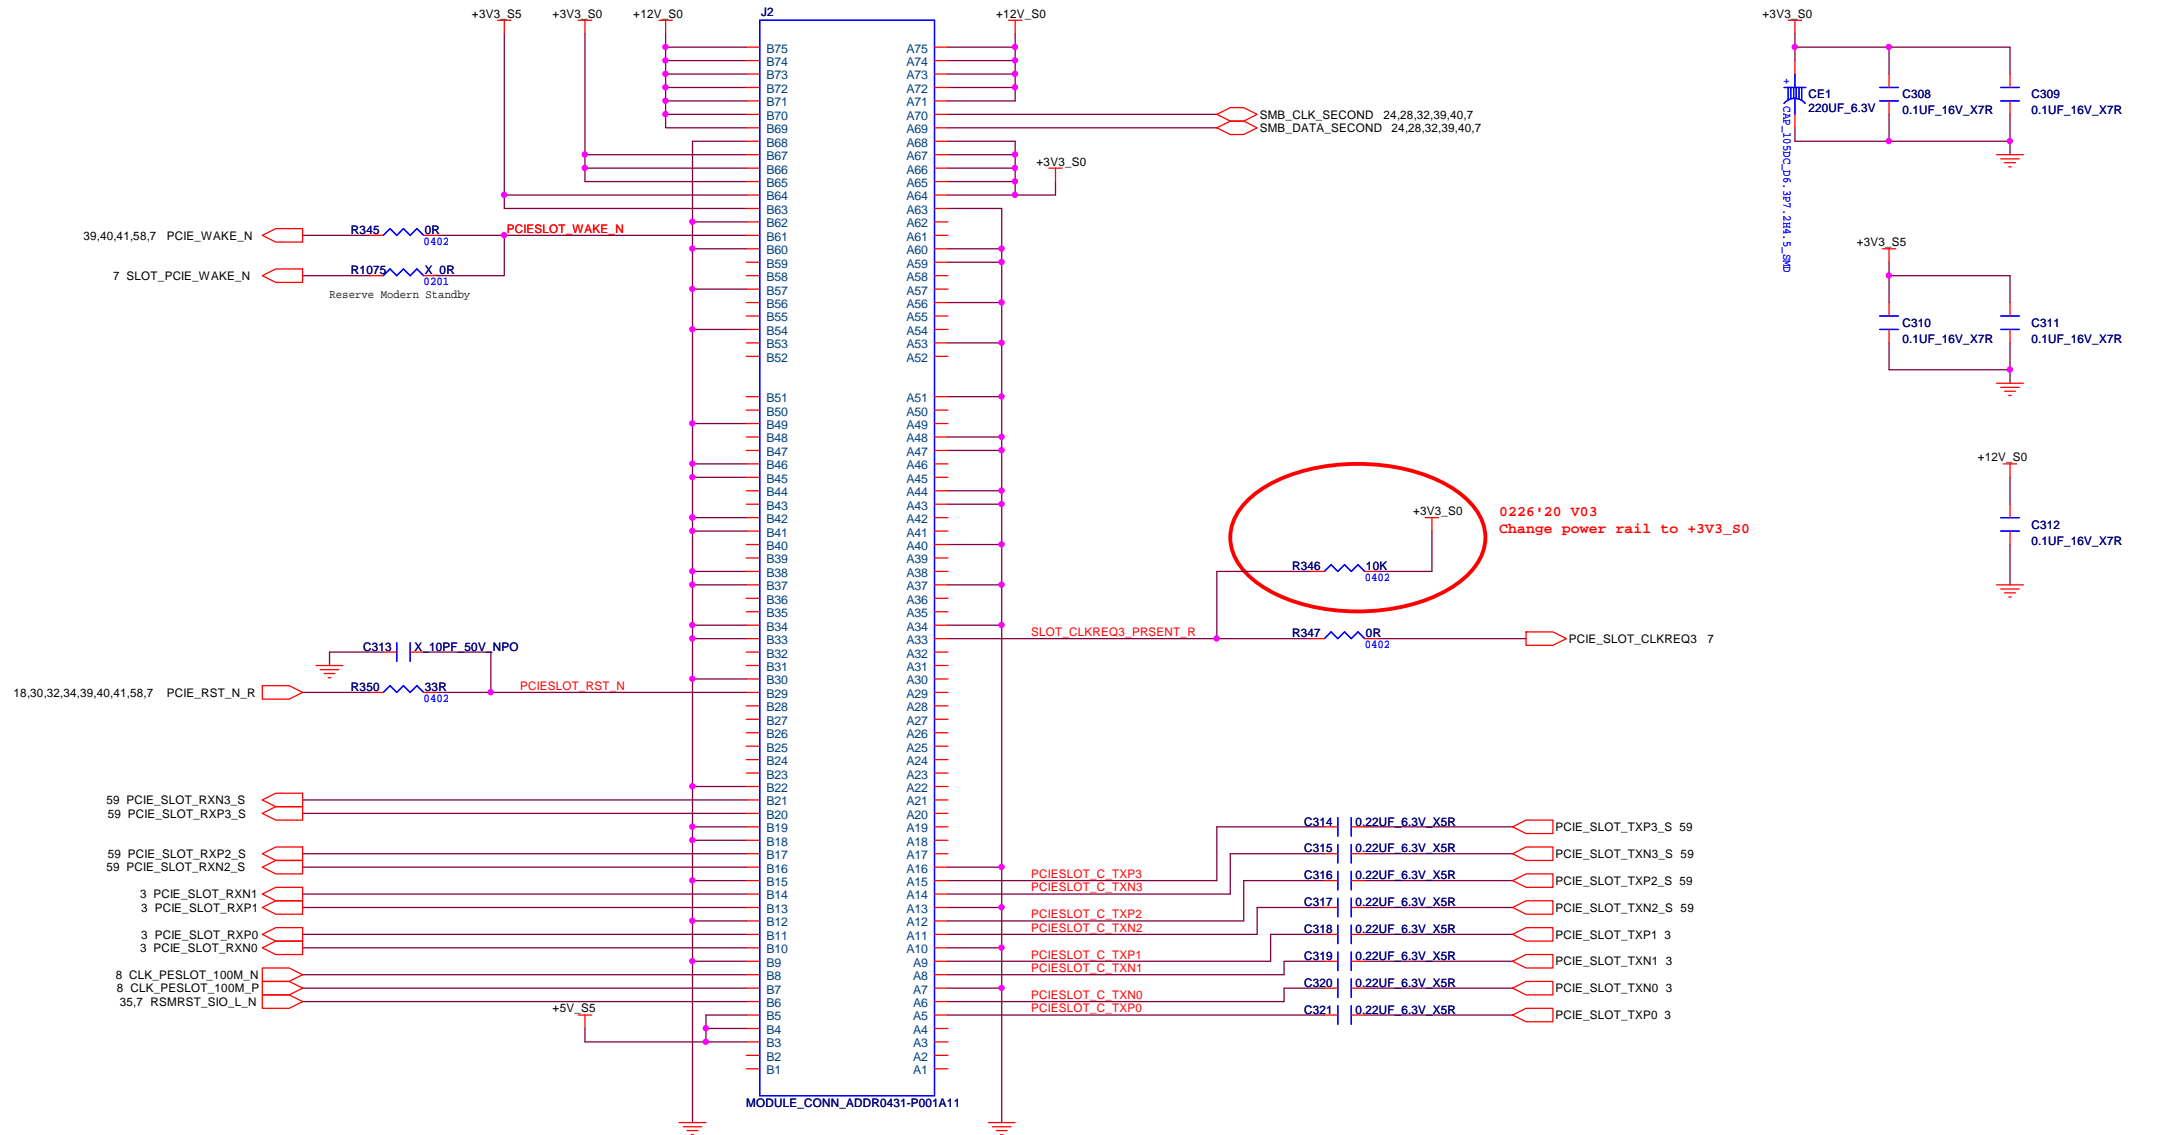 +3V3_S5 +3V3_S0 +12V_S0 J2 +12V_S0 +3V3_S0
B75 A75
B74 A74
B73 A73
B72 A72
B71 A71
B70 A70 SMB_CLK_SECOND 24,28,32,39,40,7
B69 A69 SMB_DATA_SECOND 24,28,32,39,40,7
B68 A68
B67 A67
B66 A66 +3V3_S0
B65 A65
B64 A64
B63 A63
B62 A62
B61 A61
B60 A60
B59 A59
B58 A58
B57 A57
B56 A56
B55 A55
B54 A54
B53 A53
B52 A52
B51 A51
B50 A50
B49 A49
B48 A48
B47 A47
B46 A46
B45 A45
B44 A44
B43 A43
B42 A42
B41 A41
B40 A40
B39 A39
B38 A38
B37 A37
B36 A36
B35 A35
B34 A34
B33 A33
B32 A32
B31 A31
B30 A30
B29 A29
B28 A28
B27 A27
B26 A26
B25 A25
B24 A24
B23 A23
B22 A22
B21 A21
B20 A20
B19 A19
B18 A18
B17 A17
B16 A16
B15 A15
B14 A14
B13 A13
B12 A12
B11 A11
B10 A10
B9 A9
B8 A8
B7 A7
B6 A6
B5 A5
B4 A4
B3 A3
B2 A2
B1 A1
MODULE_CONN_ADDR0431-P001A11
39,40,41,58,7 PCIE_WAKE_N R345 0R PCIESLOT_WAKE_N
0402
7 SLOT_PCIE_WAKE_N R1075 X_0R
0201
Reserve Modern Standby
C313 X_10PF_50V_NPO
18,30,32,34,39,40,41,58,7 PCIE_RST_N_R R350 33R PCIESLOT_RST_N
0402
59 PCIE_SLOT_RXN3_S
59 PCIE_SLOT_RXP3_S
59 PCIE_SLOT_RXP2_S
59 PCIE_SLOT_RXN2_S
3 PCIE_SLOT_RXN1
3 PCIE_SLOT_RXP1
3 PCIE_SLOT_RXP0
3 PCIE_SLOT_RXN0
8 CLK_PESLOT_100M_N
8 CLK_PESLOT_100M_P
35,7 RSMRST_SIO_L_N
+5V_S5
+3V3_S0
0226'20 V03
Change power rail to +3V3_S0
R346 10K
0402
SLOT_CLKREQ3_PRSENT_R R347 0R PCIE_SLOT_CLKREQ3 7
0402
C314 0.22UF_6.3V_X5R PCIE_SLOT_TXP3_S 59
C315 0.22UF_6.3V_X5R PCIE_SLOT_TXN3_S 59
PCIESLOT_C_TXP3 C316 0.22UF_6.3V_X5R PCIE_SLOT_TXP2_S 59
PCIESLOT_C_TXN3
C317 0.22UF_6.3V_X5R PCIE_SLOT_TXN2_S 59
PCIESLOT_C_TXP2
PCIESLOT_C_TXN2 C318 0.22UF_6.3V_X5R PCIE_SLOT_TXP1 3
PCIESLOT_C_TXP1 C319 0.22UF_6.3V_X5R PCIE_SLOT_TXN1 3
PCIESLOT_C_TXN1
C320 0.22UF_6.3V_X5R PCIE_SLOT_TXN0 3
PCIESLOT_C_TXN0
PCIESLOT_C_TXP0 C321 0.22UF_6.3V_X5R PCIE_SLOT_TXP0 3
+
CE1 C308 C309
220UF_6.3V 0.1UF_16V_X7R 0.1UF_16V_X7R
CAP_105DC_D6.3P7.2H4.5_SMD
+3V3_S5
C310 C311
0.1UF_16V_X7R 0.1UF_16V_X7R
+12V_S0
C312
0.1UF_16V_X7R